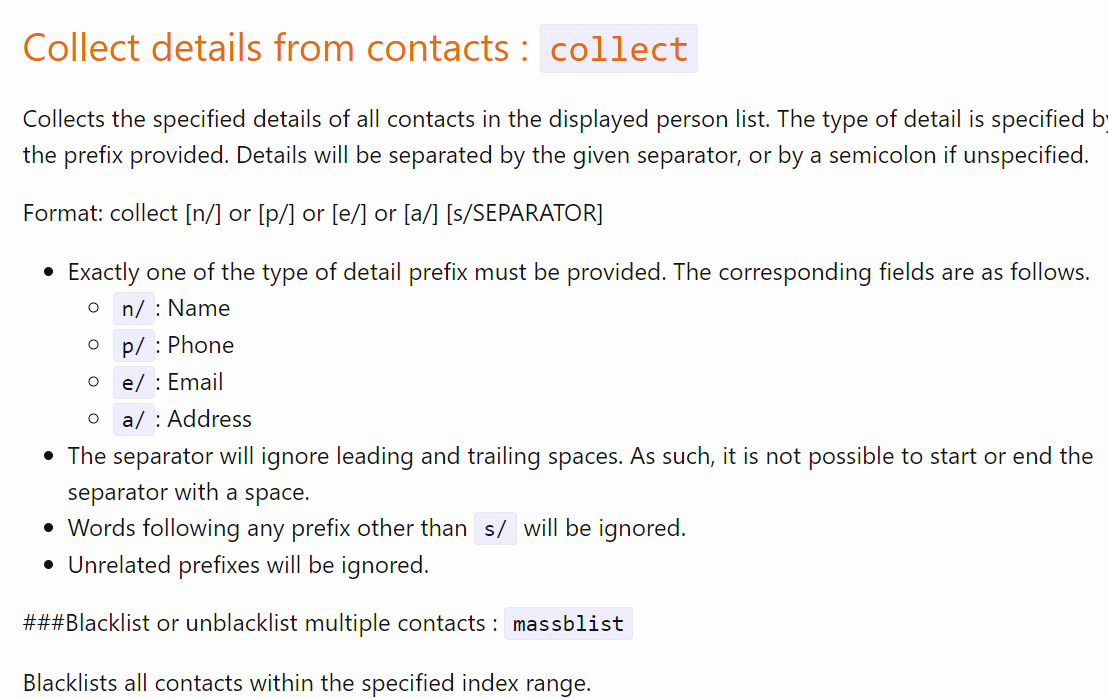 Collect details from contacts : collect
Collects the specified details of all contacts in the displayed person list. The type of detail is specified by
the prefix provided. Details will be separated by the given separator, or by a semicolon if unspecified.
Format: collect [n/] or [p/] or [e/] or [a/] [s/SEPARATOR]
• Exactly one of the type of detail prefix must be provided. The corresponding fields are as follows.
◦ n/ : Name
◦ p/ : Phone
◦ e/ : Email
◦ a/ : Address
• The separator will ignore leading and trailing spaces. As such, it is not possible to start or end the
separator with a space.
• Words following any prefix other than s/ will be ignored.
• Unrelated prefixes will be ignored.
###Blacklist or unblacklist multiple contacts : massblist
Blacklists all contacts within the specified index range.